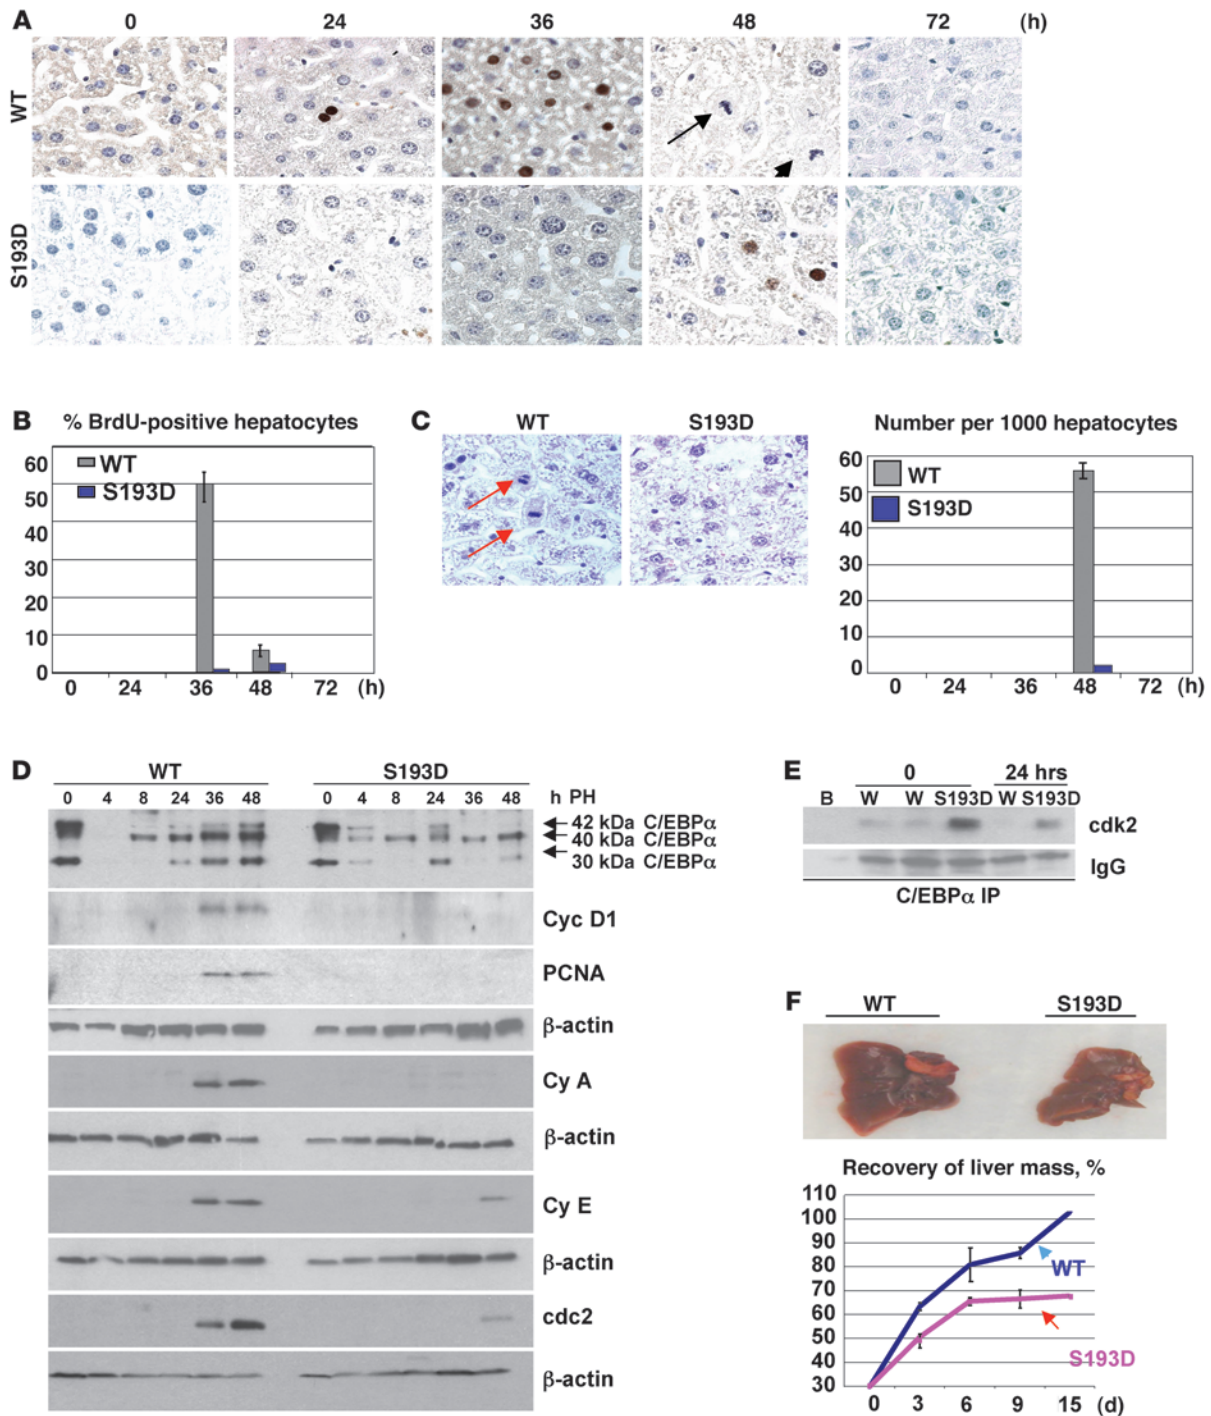 A 0 24 36 48 72 (h)
WT
S193D
B % BrdU-positive hepatocytes
60
50
40
30
20
10
0
WT
S193D
0 24 36 48 72 (h)
C WT S193D
Number per 1000 hepatocytes
60
50
40
30
20
10
0
WT
S193D
0 24 36 48 72 (h)
D WT S193D
0 4 8 24 36 48 0 4 8 24 36 48 h PH
42 kDa C/EBPα
40 kDa C/EBPα
30 kDa C/EBPα
Cyc D1
PCNA
β-actin
Cy A
β-actin
Cy E
β-actin
cdc2
β-actin
E 0 24 hrs
B W W S193D W S193D
cdk2
IgG
C/EBPα IP
F WT S193D
Recovery of liver mass, %
110
100
90
80
70
60
50
40
30
WT
S193D
0 3 6 9 15 (d)